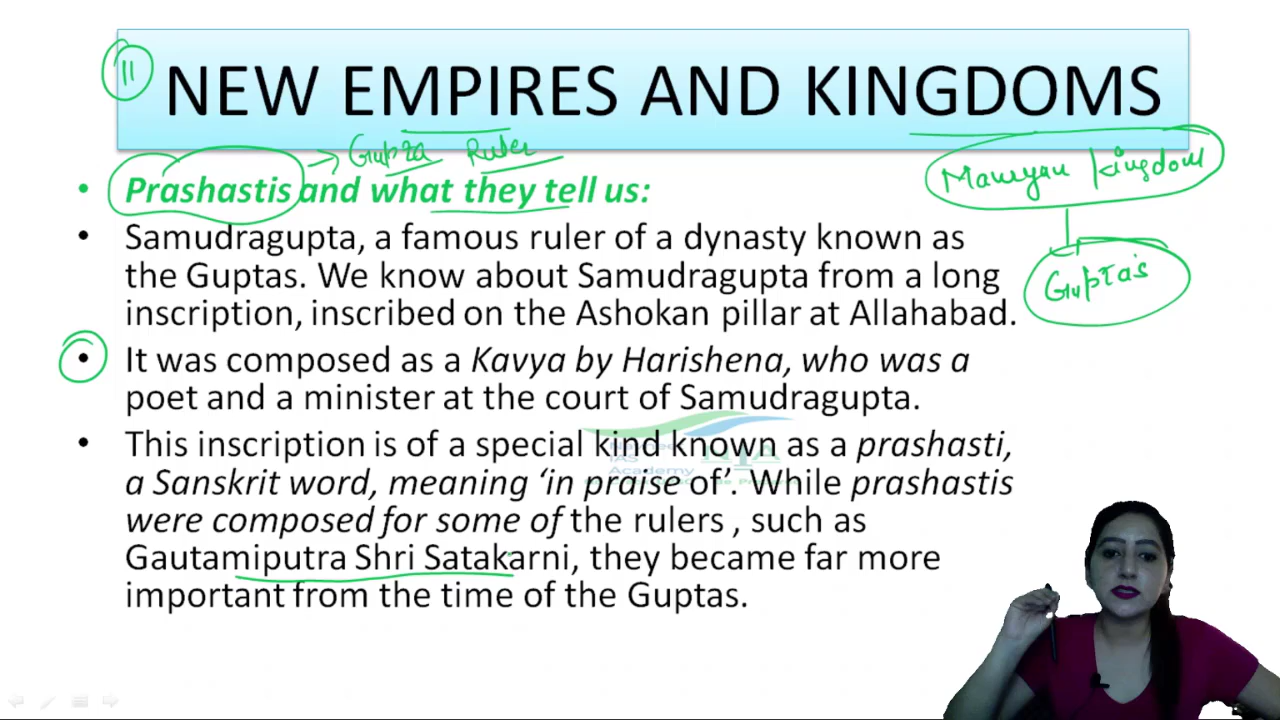 11
NEW EMPIRES AND KINGDOMS
→ Gupta Ruler
Mauryan Kingdom
Guptas
• Prashastis and what they tell us:
• Samudragupta, a famous ruler of a dynasty known as
the Guptas. We know about Samudragupta from a long
inscription, inscribed on the Ashokan pillar at Allahabad.
• It was composed as a Kavya by Harishena, who was a
poet and a minister at the court of Samudragupta.
• This inscription is of a special kind known as a prashasti,
a Sanskrit word, meaning ‘in praise of’. While prashastis
were composed for some of the rulers , such as
Gautamiputra Shri Satakarni, they became far more
important from the time of the Guptas.
IAS
Academy